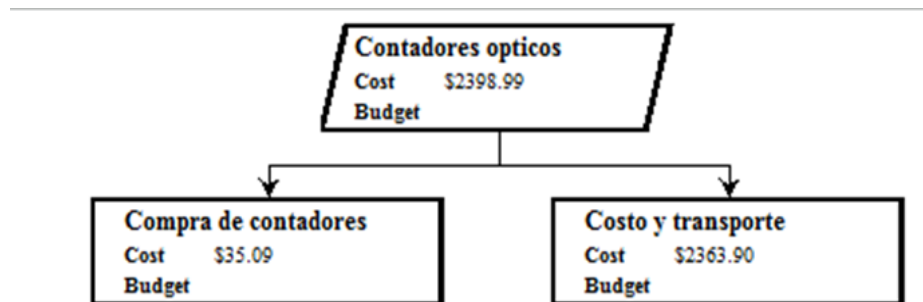 Contadores opticos
Cost $2398.99
Budget
Compra de contadores
Cost $35.09
Budget
Costo y transporte
Cost $2363.90
Budget